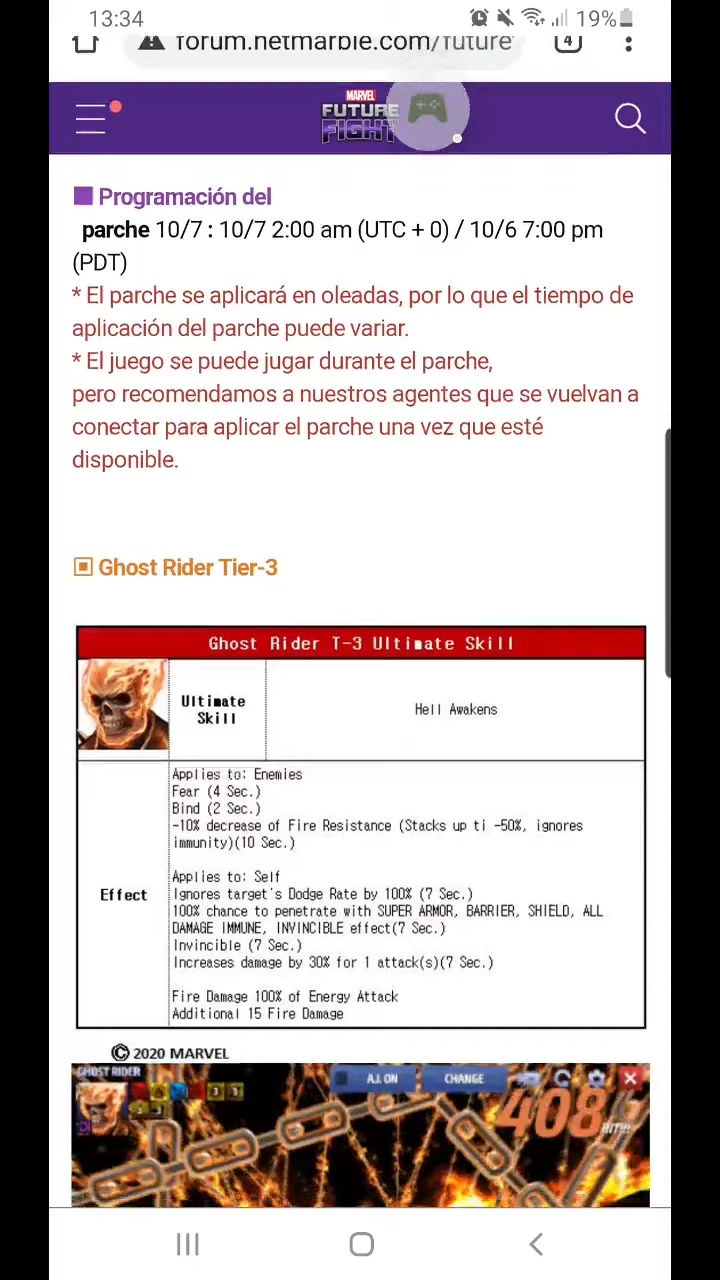 13:34
19%
forum.netmarble.com/future
4
MARVEL
FUTURE
FIGHT
Programación del
parche 10/7 : 10/7 2:00 am (UTC + 0) / 10/6 7:00 pm
(PDT)
* El parche se aplicará en oleadas, por lo que el tiempo de
aplicación del parche puede variar.
* El juego se puede jugar durante el parche,
pero recomendamos a nuestros agentes que se vuelvan a
conectar para aplicar el parche una vez que esté
disponible.
Ghost Rider Tier-3
Ghost Rider T-3 Ultimate Skill
Ultimate
Skill
Hell Awakens
Effect
Applies to: Enemies
Fear (4 Sec.)
Bind (2 Sec.)
-10% decrease of Fire Resistance (Stacks up ti -50%, ignores
immunity)(10 Sec.)
Applies to: Self
Ignores target's Dodge Rate by 100% (7 Sec.)
100% chance to penetrate with SUPER ARMOR, BARRIER, SHIELD, ALL
DAMAGE IMMUNE, INVINCIBLE effect(7 Sec.)
Invincible (7 Sec.)
Increases damage by 30% for 1 attack(s)(7 Sec.)
Fire Damage 100% of Energy Attack
Additional 15 Fire Damage
© 2020 MARVEL
GHOST RIDER
A.I. ON
CHANGE
408
HIT!!!